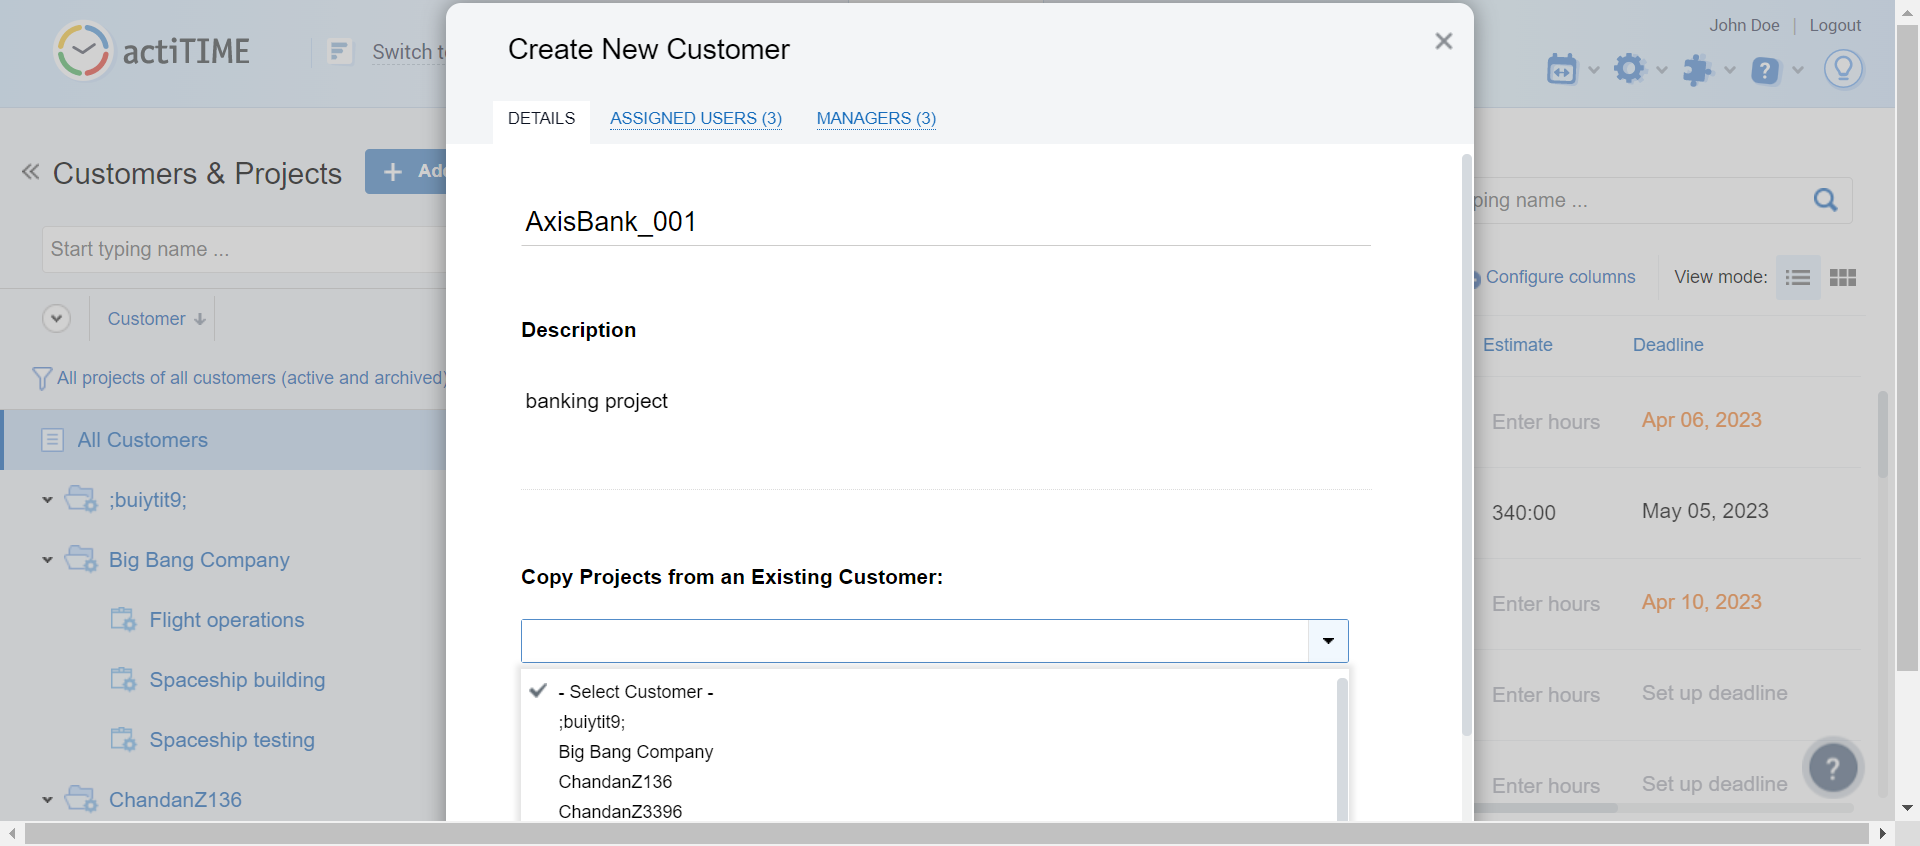 actiTIME
Switch t
John Doe | Logout
Create New Customer
DETAILS
ASSIGNED USERS (3)
MANAGERS (3)
Customers & Projects
Add
Start typing name ...
Customer
All projects of all customers (active and archived)
All Customers
;buiytit9;
Big Bang Company
Flight operations
Spaceship building
Spaceship testing
ChandanZ136
AxisBank_001
Description
banking project
Copy Projects from an Existing Customer:
- Select Customer -
;buiytit9;
Big Bang Company
ChandanZ136
ChandanZ3396
ping name ...
Configure columns
View mode:
Estimate
Deadline
Enter hours
Apr 06, 2023
340:00
May 05, 2023
Enter hours
Apr 10, 2023
Enter hours
Set up deadline
Enter hours
Set up deadline
?